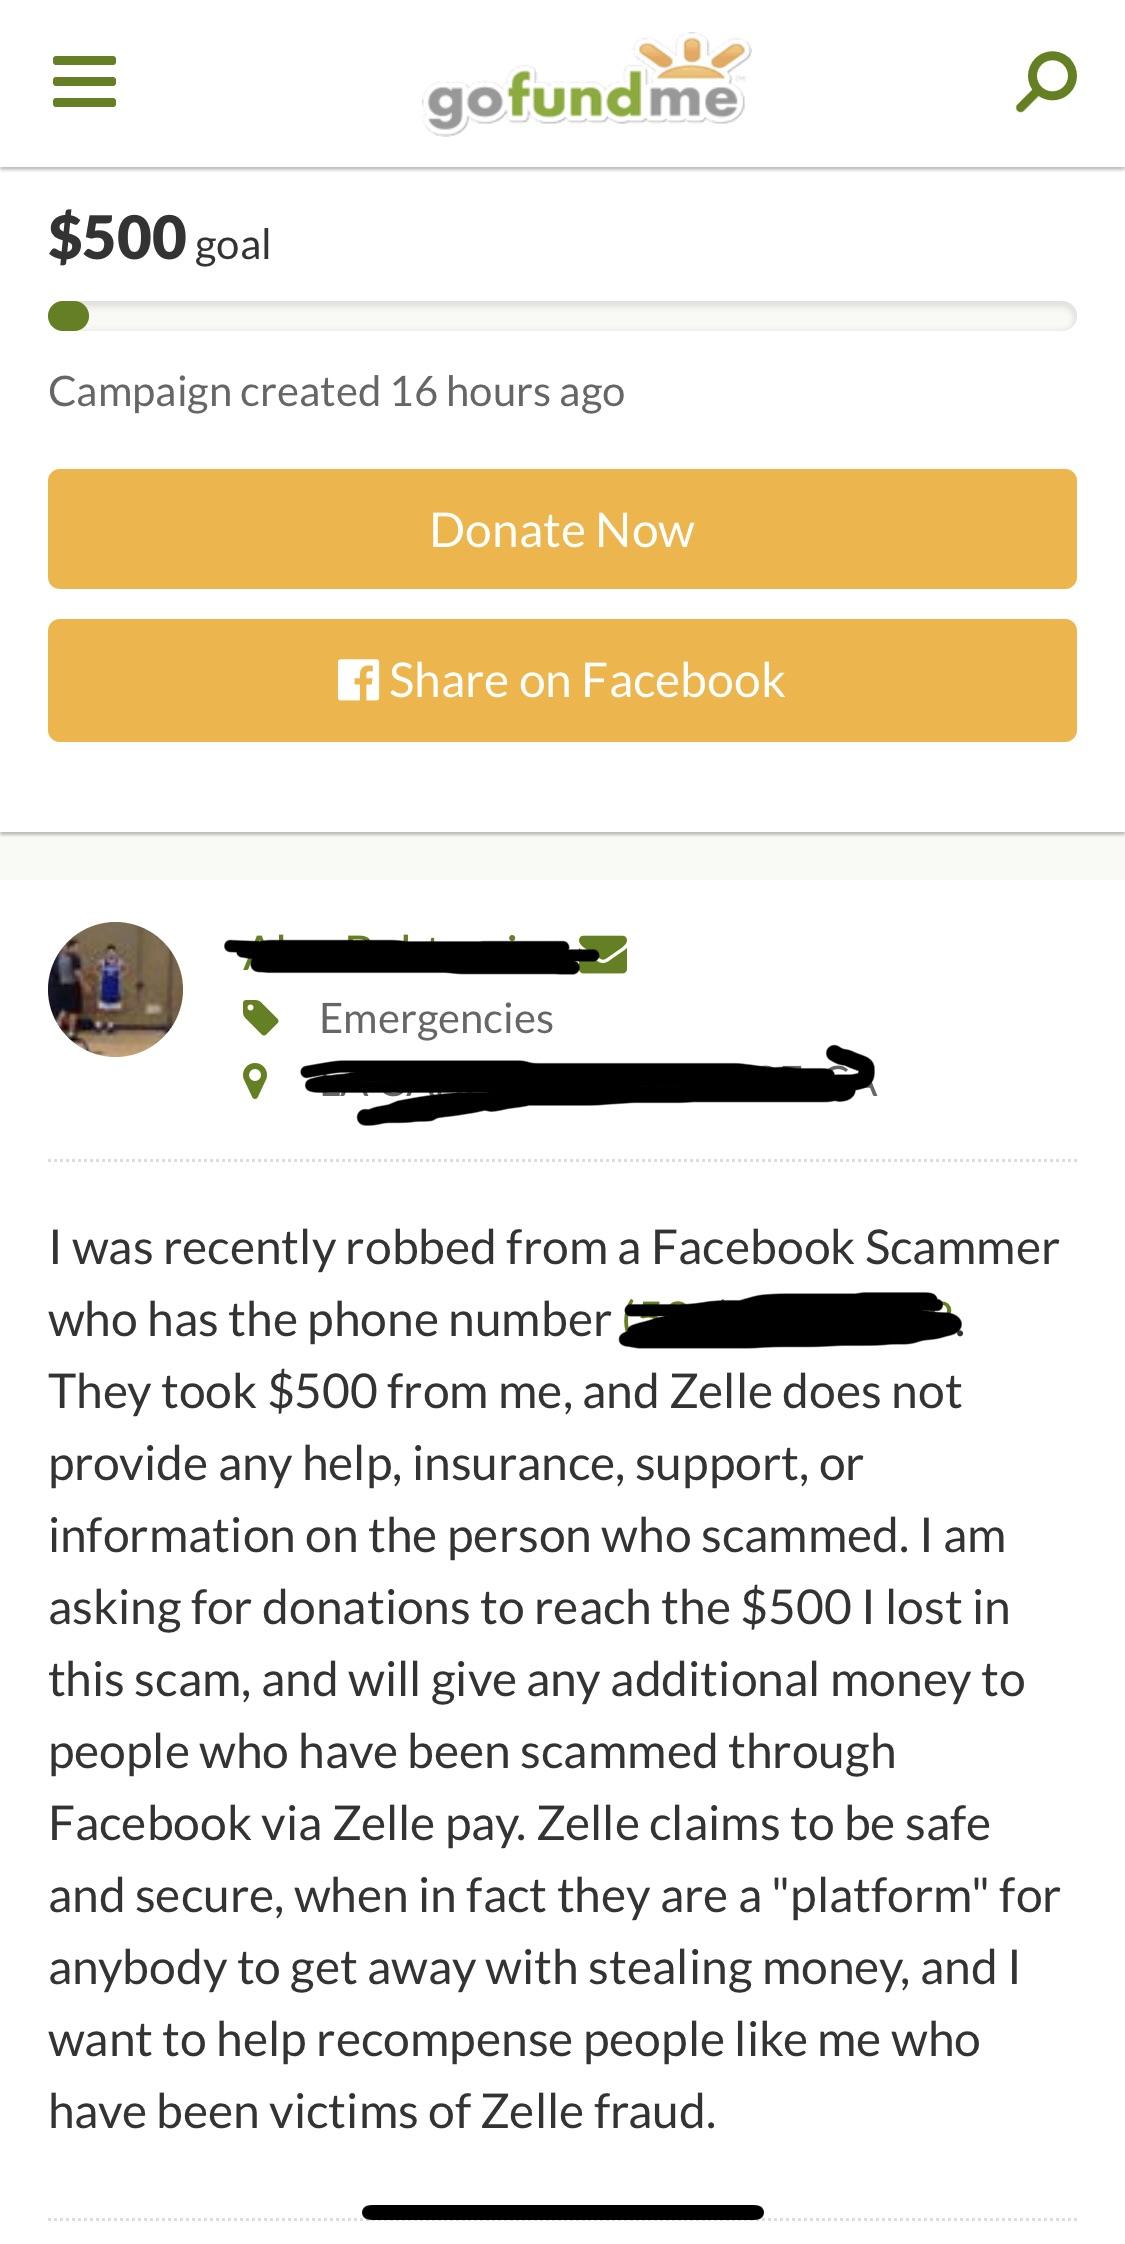 gofundme
$500 goal
Campaign created 16 hours ago
Donate Now
Share on Facebook
Emergencies
I was recently robbed from a Facebook Scammer
who has the phone number
They took $500 from me, and Zelle does not
provide any help, insurance, support, or
information on the person who scammed. I am
asking for donations to reach the $500 I lost in
this scam, and will give any additional money to
people who have been scammed through
Facebook via Zelle pay. Zelle claims to be safe
and secure, when in fact they are a "platform" for
anybody to get away with stealing money, and I
want to help recompense people like me who
have been victims of Zelle fraud.